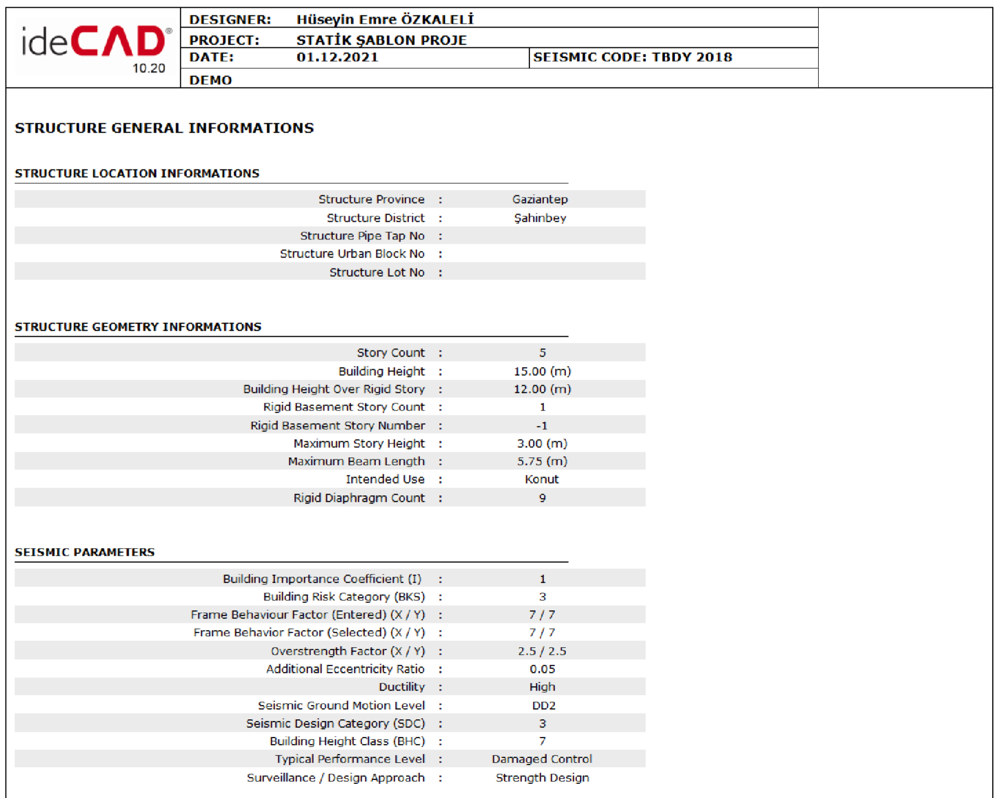 ideCAD®
10.20
DESIGNER: Hüseyin Emre ÖZKALELİ
PROJECT: STATİK ŞABLON PROJE
DATE: 01.12.2021 SEISMIC CODE: TBDY 2018
DEMO
STRUCTURE GENERAL INFORMATIONS
STRUCTURE LOCATION INFORMATIONS
Structure Province : Gaziantep
Structure District : Şahinbey
Structure Pipe Tap No :
Structure Urban Block No :
Structure Lot No :
STRUCTURE GEOMETRY INFORMATIONS
Story Count : 5
Building Height : 15.00 (m)
Building Height Over Rigid Story : 12.00 (m)
Rigid Basement Story Count : 1
Rigid Basement Story Number : -1
Maximum Story Height : 3.00 (m)
Maximum Beam Length : 5.75 (m)
Intended Use : Konut
Rigid Diaphragm Count : 9
SEISMIC PARAMETERS
Building Importance Coefficient (I) : 1
Building Risk Category (BKS) : 3
Frame Behaviour Factor (Entered) (X / Y) : 7 / 7
Frame Behavior Factor (Selected) (X / Y) : 7 / 7
Overstrength Factor (X / Y) : 2.5 / 2.5
Additional Eccentricity Ratio : 0.05
Ductility : High
Seismic Ground Motion Level : DD2
Seismic Design Category (SDC) : 3
Building Height Class (BHC) : 7
Typical Performance Level : Damaged Control
Surveillance / Design Approach : Strength Design